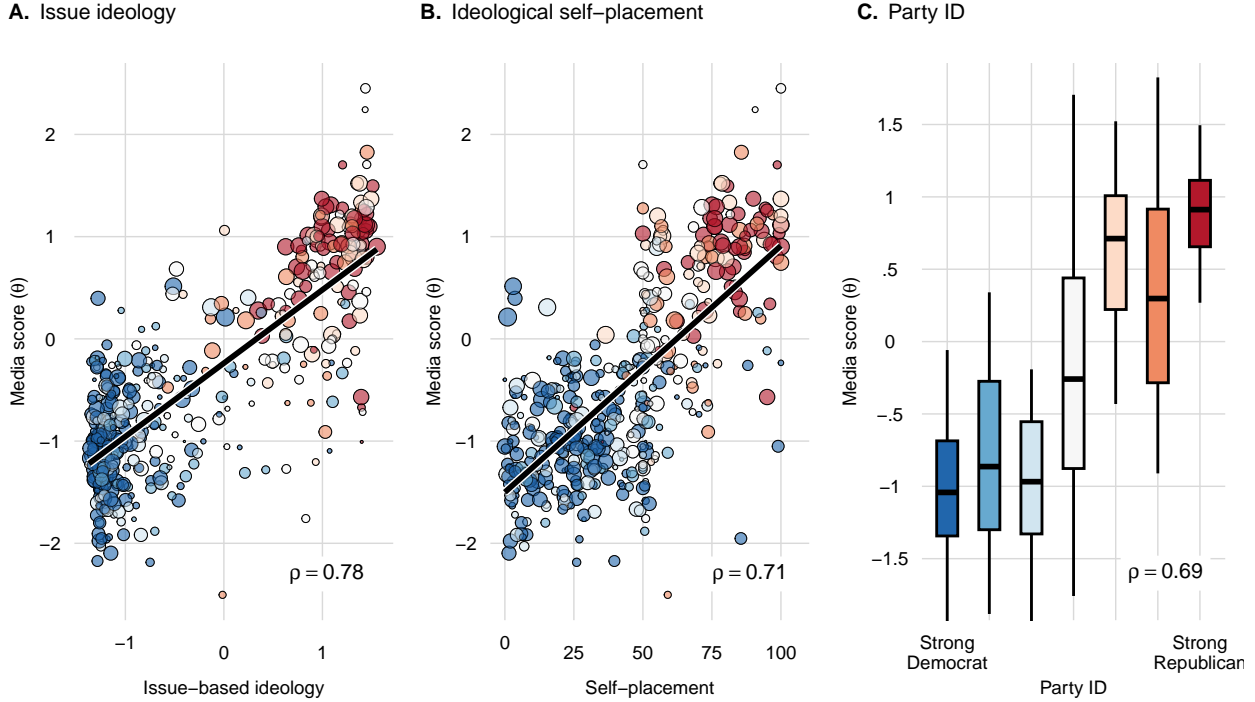 A. Issue ideology
B. Ideological self−placement
C. Party ID
Media score (θ)
2
1
0
−1
−2
ρ = 0.78
−1
0
1
Issue−based ideology
Media score (θ)
2
1
0
−1
−2
ρ = 0.71
0
25
50
75
100
Self−placement
Media score (θ)
1.5
1
.5
0
−.5
−1
−1.5
ρ = 0.69
Strong
Democrat
Strong
Republican
Party ID